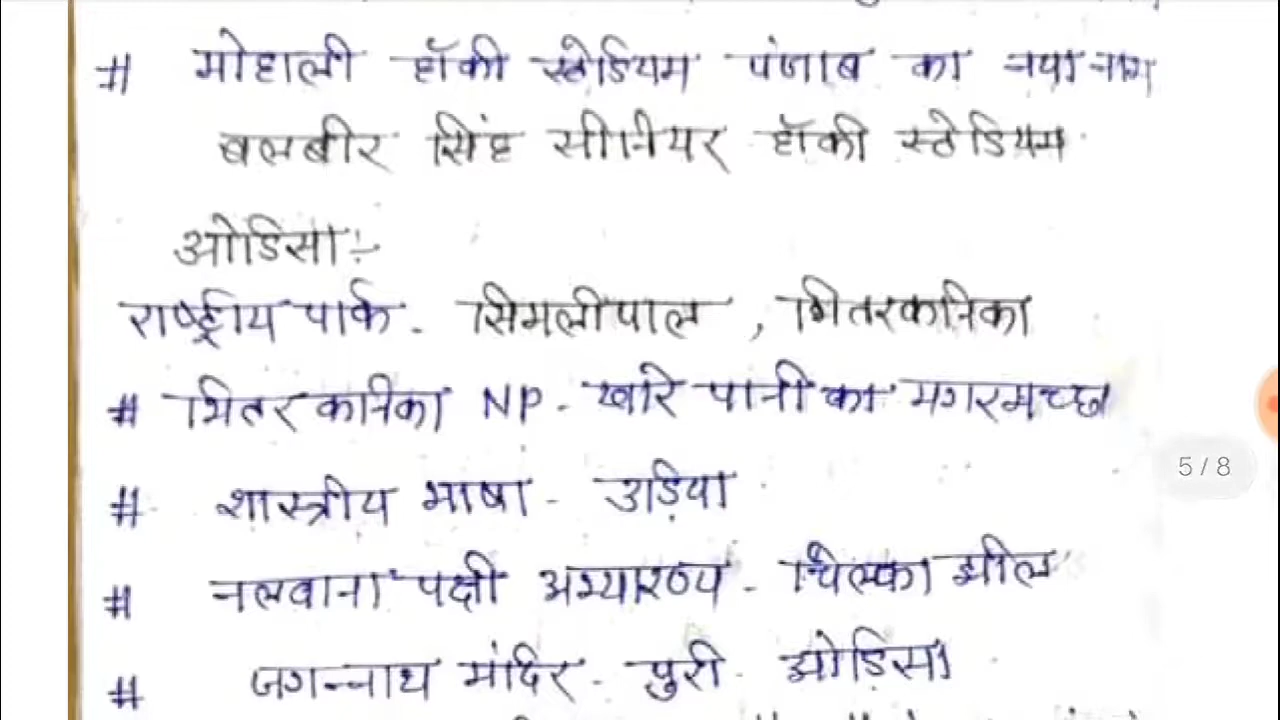 # मोहाली हॉकी स्टेडियम पंजाब का नया नाम
बलबीर सिंह सीनियर हॉकी स्टेडियम
ओडिसा:-
राष्ट्रीय पार्क - सिमलीपाल , भितरकनिका
# भितरकनिका NP - खारे पानी का मगरमच्छ
# शास्त्रीय भाषा - उड़िया
5 / 8
# नलवाना पक्षी अभ्यारण्य - चिल्का झील
# जगन्नाथ मंदिर - पुरी - ओड़िसा